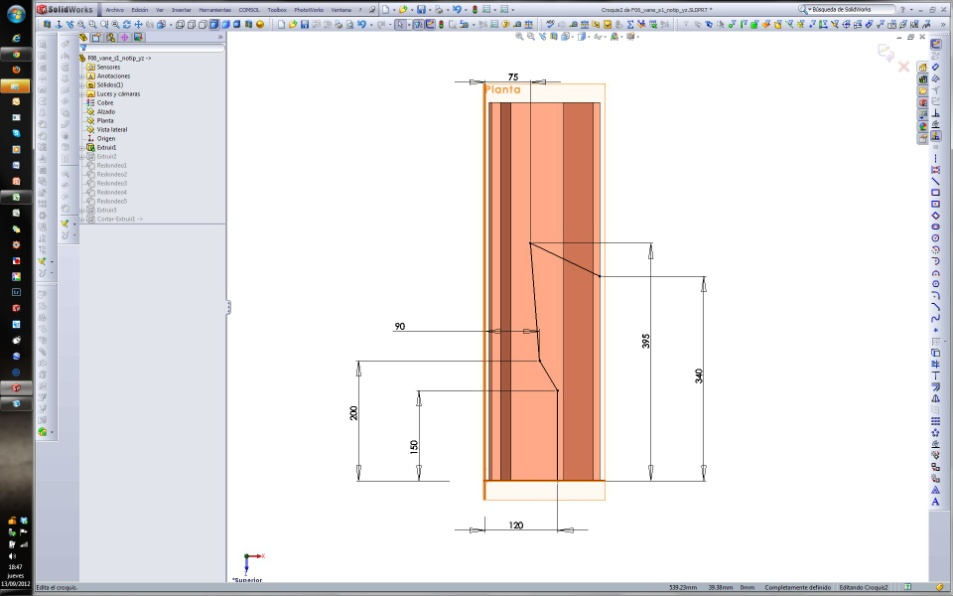 SolidWorks
Archivo Edición Ver Insertar Herramientas COMSOL Toolbox PhotoWorks Ventana ?
Croquis2 de F08_vane_s1_notip_yz.SLDPRT *
Búsqueda de SolidWorks
F08_vane_s1_notip_yz ->
Sensores
Anotaciones
Sólidos(1)
Luces y cámaras
Cobre
Alzado
Planta
Vista lateral
Origen
Extruir1
Extruir2
Redondeo1
Redondeo2
Redondeo3
Redondeo4
Redondeo5
Extruir3
Cortar-Extruir1 ->
75
Planta
90
395
340
200
150
120
X
*Superior
18:47
jueves
13/09/2012
Edita el croquis.
539.23mm 39.38mm 0mm Completamente definido Editando Croquis2